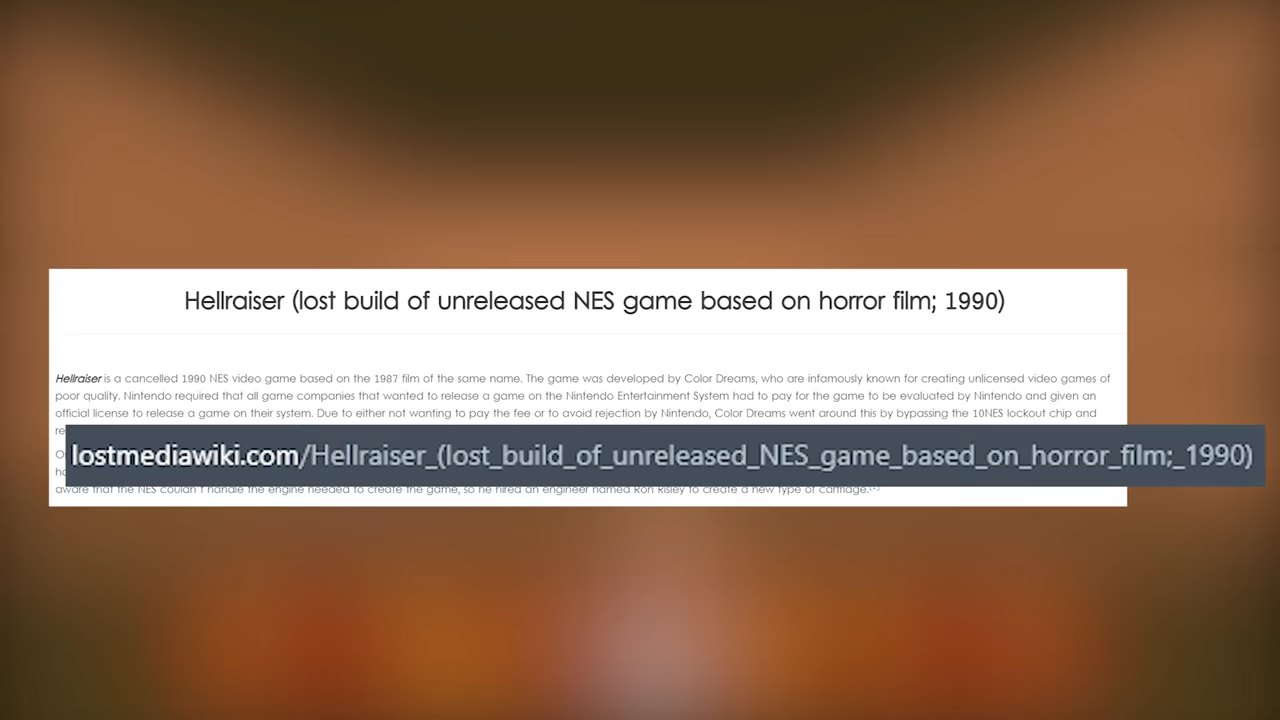 Hellraiser (lost build of unreleased NES game based on horror film; 1990)
Hellraiser is a cancelled 1990 NES video game based on the 1987 film of the same name. The game was developed by Color Dreams, who are infamously known for creating unlicensed video games of
poor quality. Nintendo required that all game companies that wanted to release a game on the Nintendo Entertainment System had to pay for the game to be evaluated by Nintendo and given an
official license to release a game on their system. Due to either not wanting to pay the fee or to avoid rejection by Nintendo, Color Dreams went around this by bypassing the 10NES lockout chip and
lostmediawiki.com/Hellraiser_(lost_build_of_unreleased_NES_game_based_on_horror_film;_1990)
aware that the NES couldn't handle the engine needed to create the game, so he hired an engineer named Ron Risley to create a new type of cartridge.